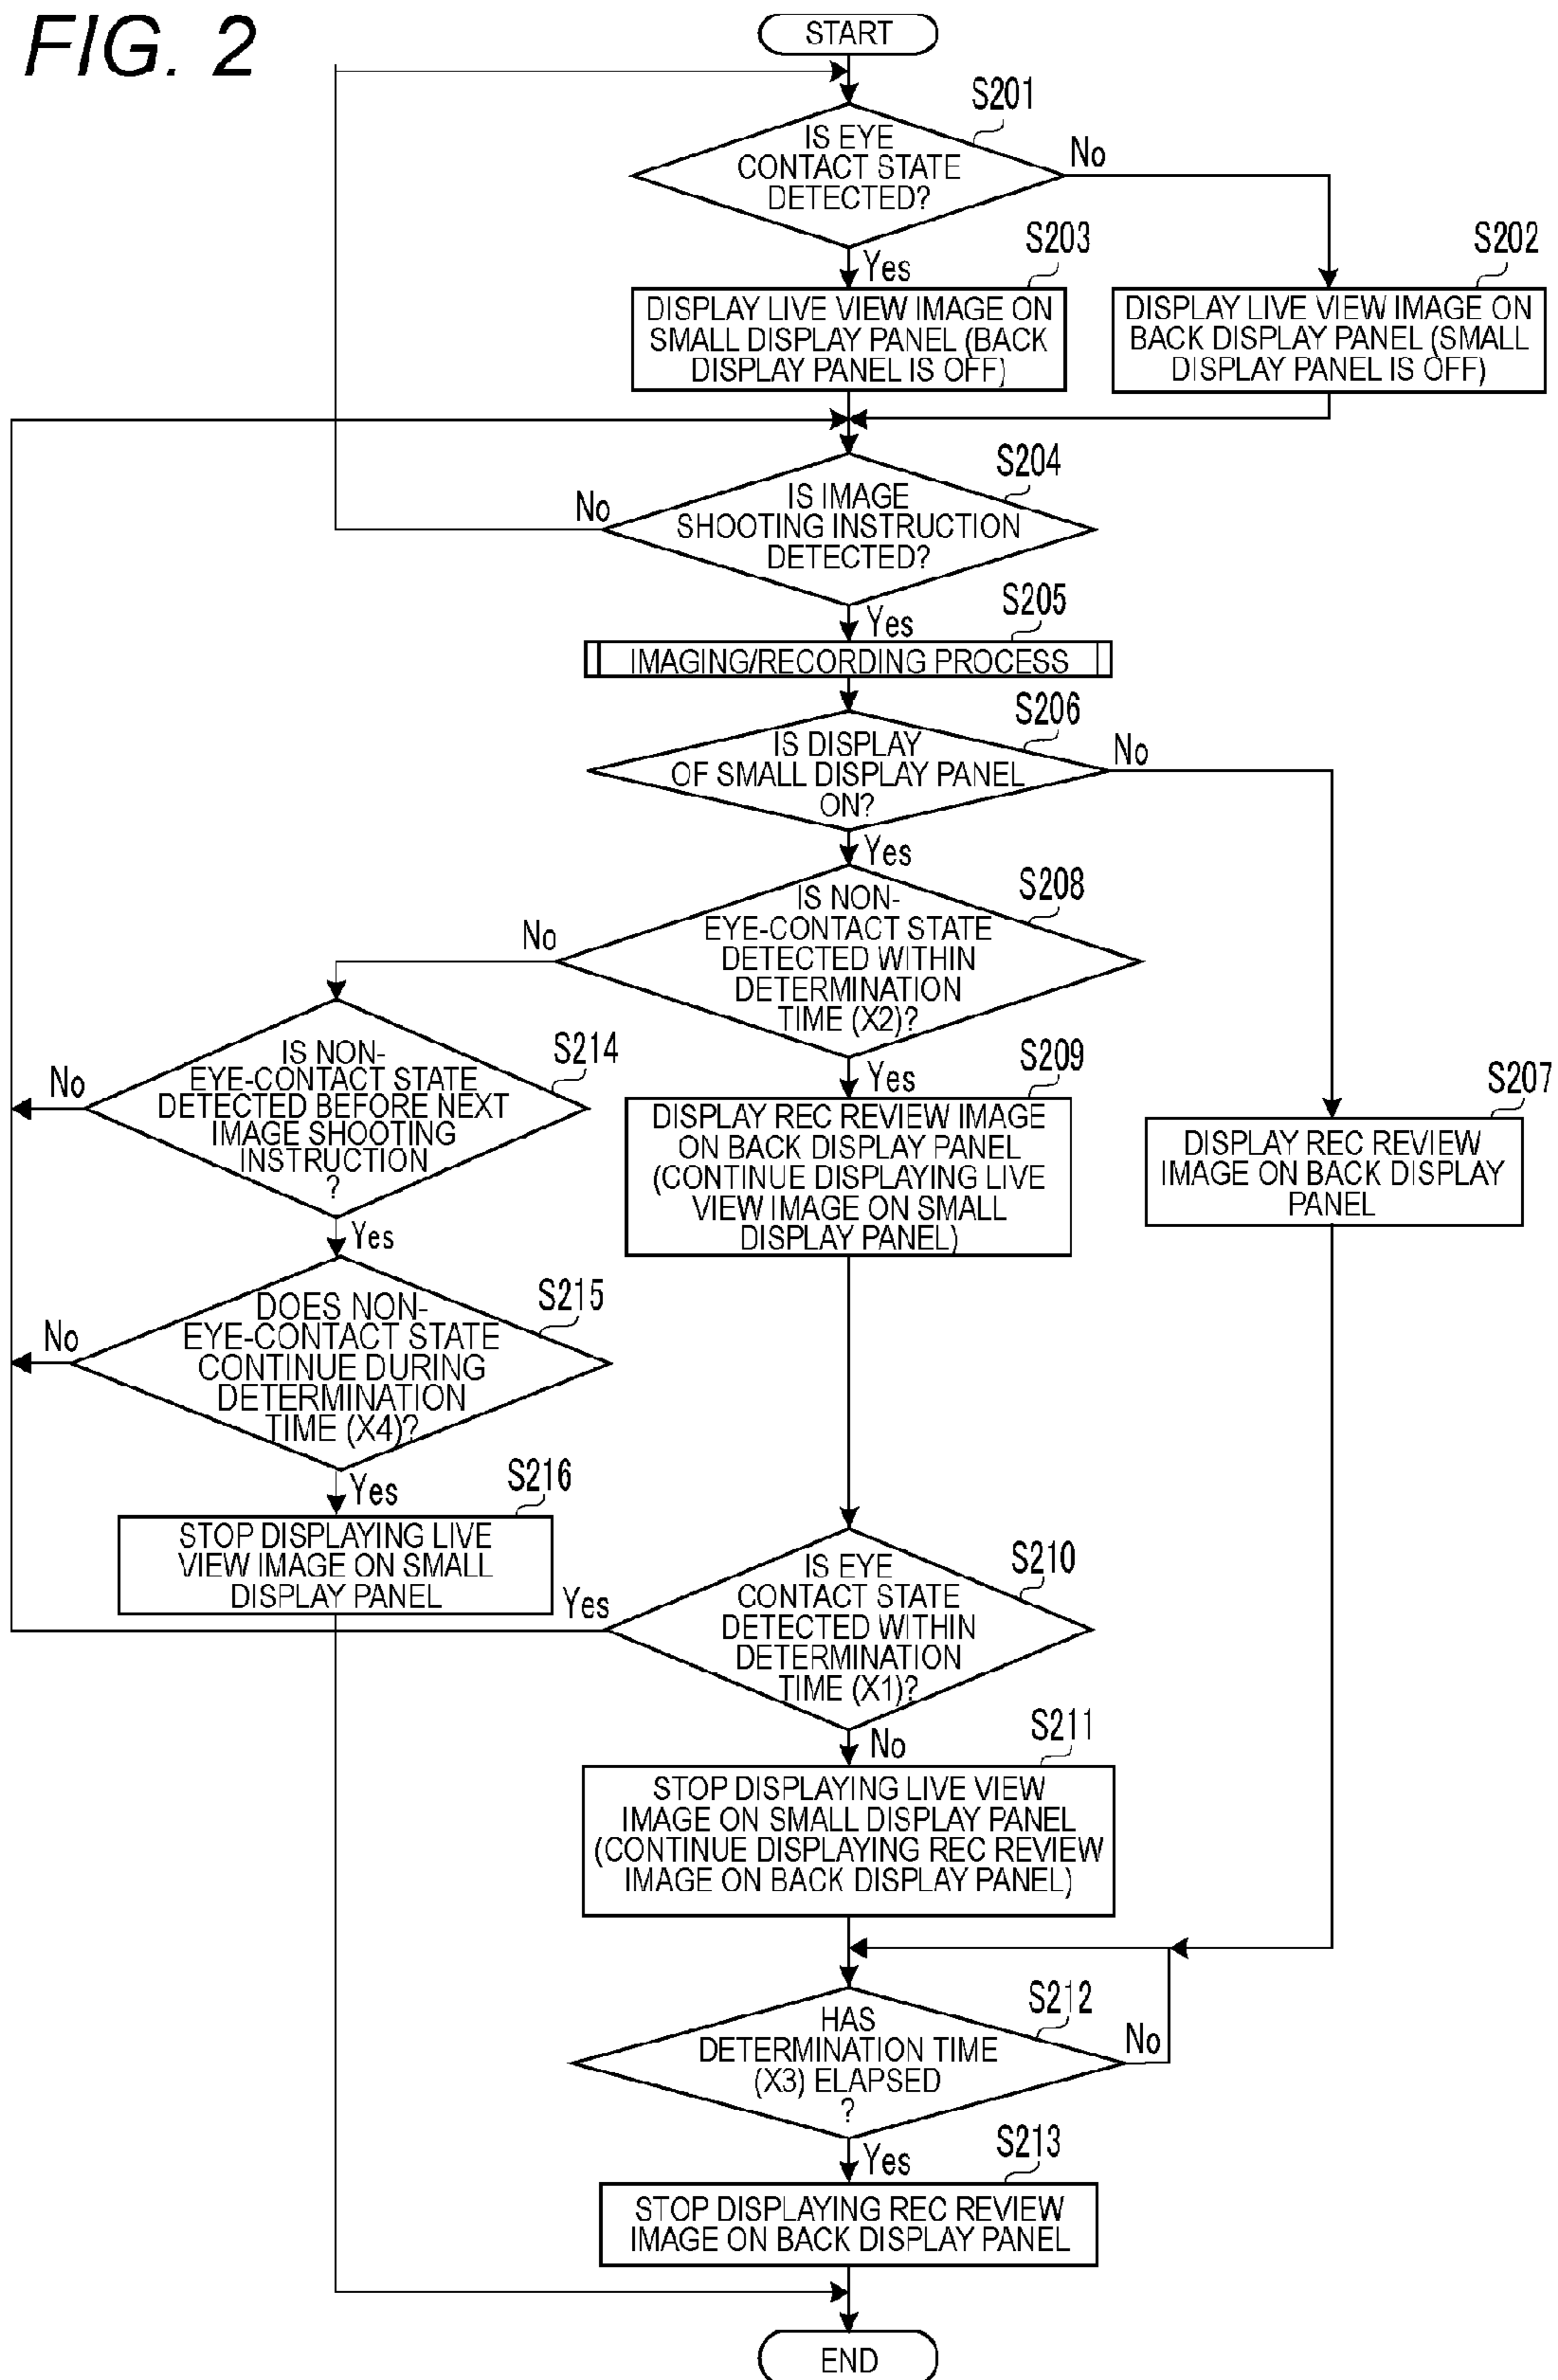 FIG. 2
START
S201
IS EYE
CONTACT STATE
DETECTED?
No
Yes
S203
DISPLAY LIVE VIEW IMAGE ON
SMALL DISPLAY PANEL (BACK
DISPLAY PANEL IS OFF)
S202
DISPLAY LIVE VIEW IMAGE ON
BACK DISPLAY PANEL (SMALL
DISPLAY PANEL IS OFF)
S204
IS IMAGE
SHOOTING INSTRUCTION
DETECTED?
No
Yes
S205
IMAGING/RECORDING PROCESS
S206
IS DISPLAY
OF SMALL DISPLAY PANEL
ON?
No
Yes
S208
IS NON-
EYE-CONTACT STATE
DETECTED WITHIN
DETERMINATION
TIME (X2)?
No
Yes
S214
IS NON-
EYE-CONTACT STATE
DETECTED BEFORE NEXT
IMAGE SHOOTING
INSTRUCTION
?
No
Yes
S209
DISPLAY REC REVIEW IMAGE
ON BACK DISPLAY PANEL
(CONTINUE DISPLAYING LIVE
VIEW IMAGE ON SMALL
DISPLAY PANEL)
S207
DISPLAY REC REVIEW
IMAGE ON BACK DISPLAY
PANEL
S215
DOES NON-
EYE-CONTACT STATE
CONTINUE DURING
DETERMINATION
TIME (X4)?
No
Yes
S216
STOP DISPLAYING LIVE
VIEW IMAGE ON SMALL
DISPLAY PANEL
S210
IS EYE
CONTACT STATE
DETECTED WITHIN
DETERMINATION
TIME (X1)?
Yes
No
S211
STOP DISPLAYING LIVE VIEW
IMAGE ON SMALL DISPLAY PANEL
(CONTINUE DISPLAYING REC REVIEW
IMAGE ON BACK DISPLAY PANEL)
S212
HAS
DETERMINATION TIME
(X3) ELAPSED
?
No
Yes
S213
STOP DISPLAYING REC REVIEW
IMAGE ON BACK DISPLAY PANEL
END